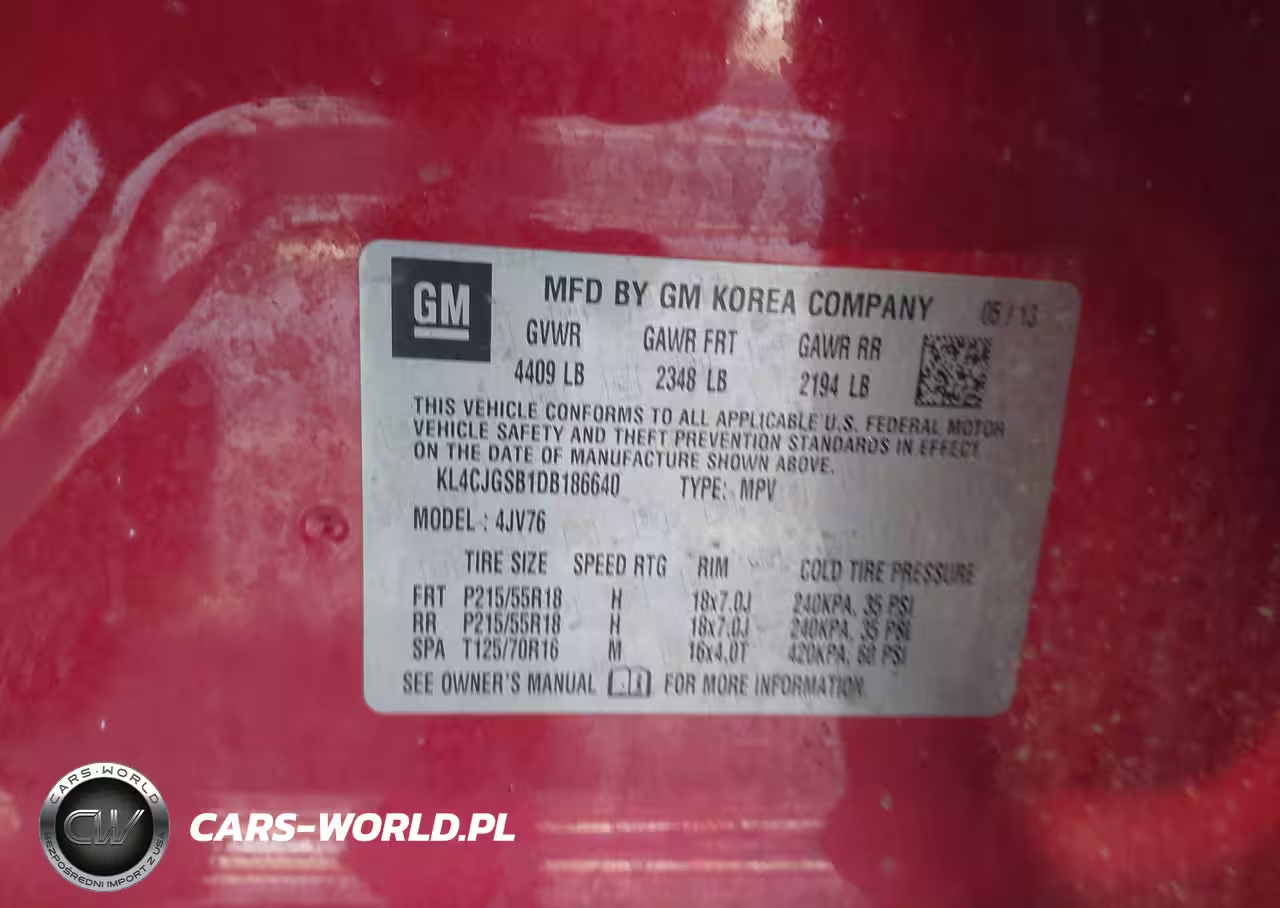 GM
MFD BY GM KOREA COMPANY 05/13
GVWR GAWR FRT GAWR RR
4409 LB 2348 LB 2194 LB
THIS VEHICLE CONFORMS TO ALL APPLICABLE U.S. FEDERAL MOTOR
VEHICLE SAFETY AND THEFT PREVENTION STANDARDS IN EFFECT
ON THE DATE OF MANUFACTURE SHOWN ABOVE.
KL4CJGSB1DB186640 TYPE: MPV
MODEL : 4JV76
TIRE SIZE SPEED RTG RIM COLD TIRE PRESSURE
FRT P215/55R18 H 18x7.0J 240KPA, 35 PSI
RR P215/55R18 H 18x7.0J 240KPA, 35 PSI
SPA T125/70R16 M 16x4.0T 420KPA, 60 PSI
SEE OWNER'S MANUAL FOR MORE INFORMATION
CARS-WORLD
CW
BEZPOŚREDNI IMPORT Z USA
CARS-WORLD.PL